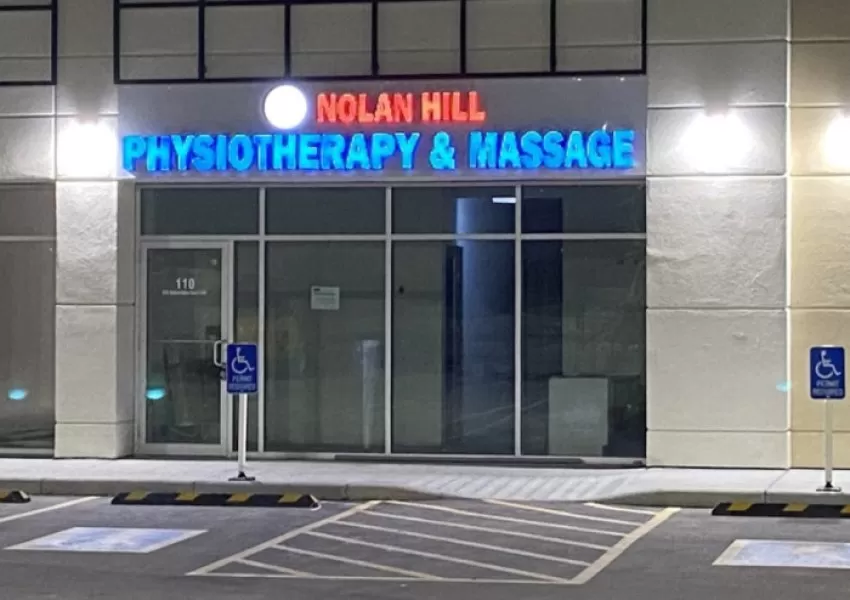 NOLAN HILL
PHYSIOTHERAPY & MASSAGE
110
PERMIT
REQUIRED
PERMIT
REQUIRED